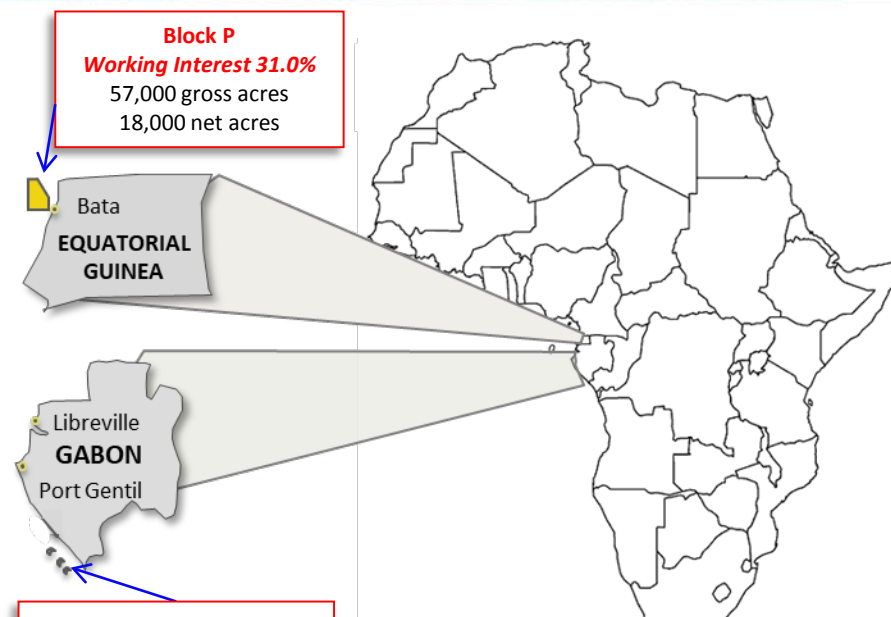 Block P
Working Interest 31.0%
57,000 gross acres
18,000 net acres
Bata
EQUATORIAL
GUINEA
Libreville
GABON
Port Gentil